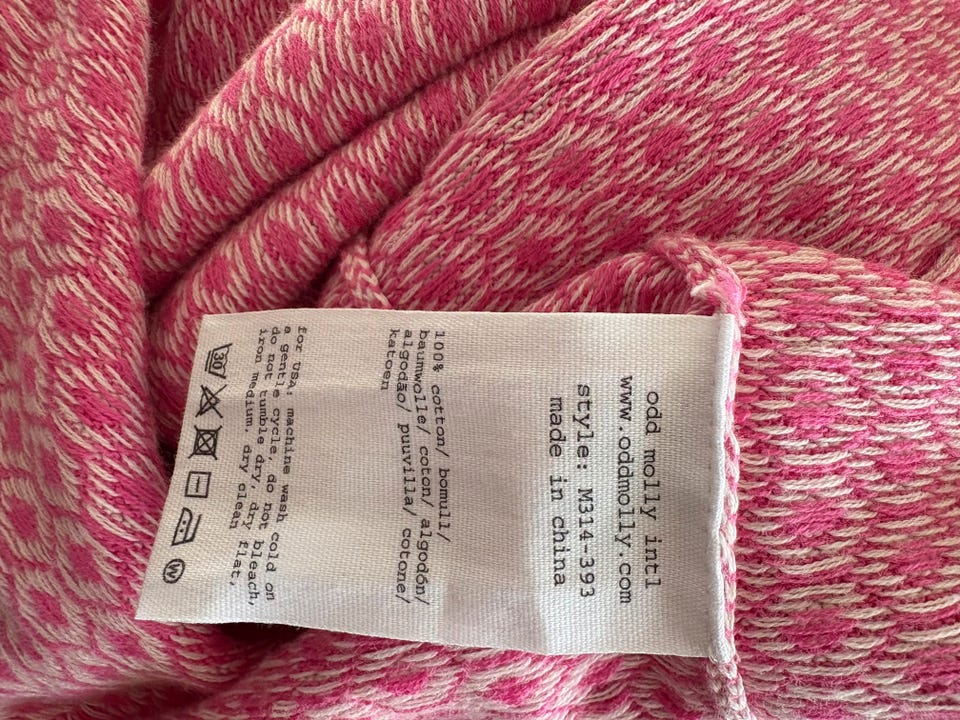 odd molly intl
www.oddmolly.com
style: M314-393
made in china
100% cotton/ bomull/
baumwolle/ coton/ algodón/
algodão/ puuvilla/ cotone/
katoen
for USA: machine wash cold on
a gentle cycle, do not bleach,
do not tumble dry, dry flat,
iron medium, dry clean
30
W